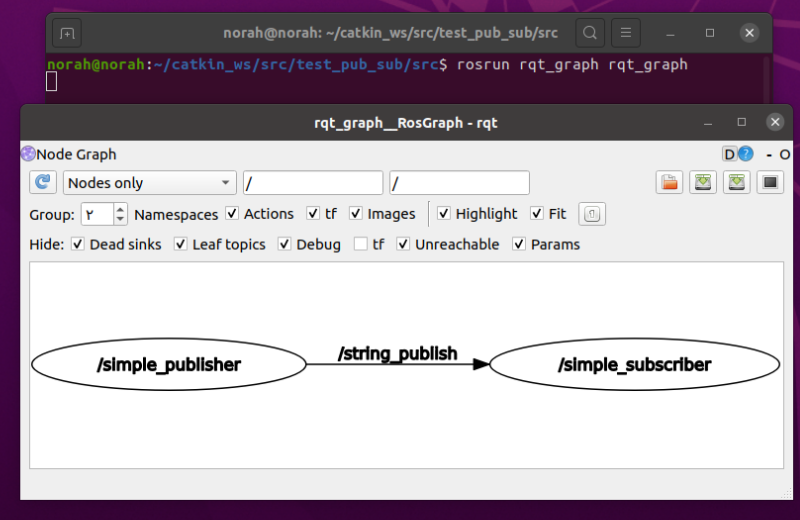 norah@norah: ~/catkin_ws/src/test_pub_sub/src
norah@norah:~/catkin_ws/src/test_pub_sub/src$ rosrun rqt_graph rqt_graph
rqt_graph__RosGraph - rqt
Node Graph D ? - O
Nodes only / /
Group: ٢ Namespaces Actions tf Images Highlight Fit
Hide: Dead sinks Leaf topics Debug tf Unreachable Params
/simple_publisher /string_publish /simple_subscriber